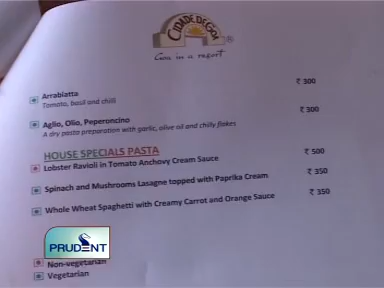 CIDADE DE GOA ®
Goa in a resort
Arrabiatta ₹ 300
Tomato, basil and chilli
Aglio, Olio, Peperoncino ₹ 300
A dry pasta preparation with garlic, olive oil and chilly flakes
HOUSE SPECIALS PASTA
Lobster Ravioli in Tomato Anchovy Cream Sauce ₹ 500
Spinach and Mushrooms Lasagne topped with Paprika Cream ₹ 350
Whole Wheat Spaghetti with Creamy Carrot and Orange Sauce ₹ 350
PRUDENT
Non-vegetarian
Vegetarian